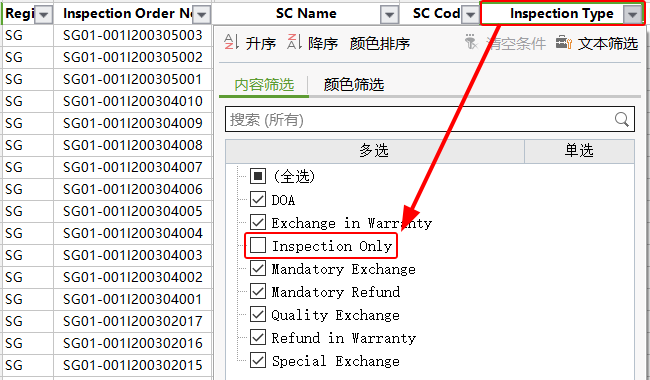 Regi Inspection Order N SC Name SC Cod Inspection Type
SG SG01-001I200305003
SG SG01-001I200305002
SG SG01-001I200305001
SG SG01-001I200304010
SG SG01-001I200304009
SG SG01-001I200304008
SG SG01-001I200304007
SG SG01-001I200304006
SG SG01-001I200304005
SG SG01-001I200304004
SG SG01-001I200304003
SG SG01-001I200304002
SG SG01-001I200304001
SG SG01-001I200302017
SG SG01-001I200302016
SG SG01-001I200302015
升序 降序 颜色排序 清空条件 文本筛选
内容筛选 颜色筛选
搜索 (所有)
多选 单选
(全选)
DOA
Exchange in Warranty
Inspection Only
Mandatory Exchange
Mandatory Refund
Quality Exchange
Refund in Warranty
Special Exchange